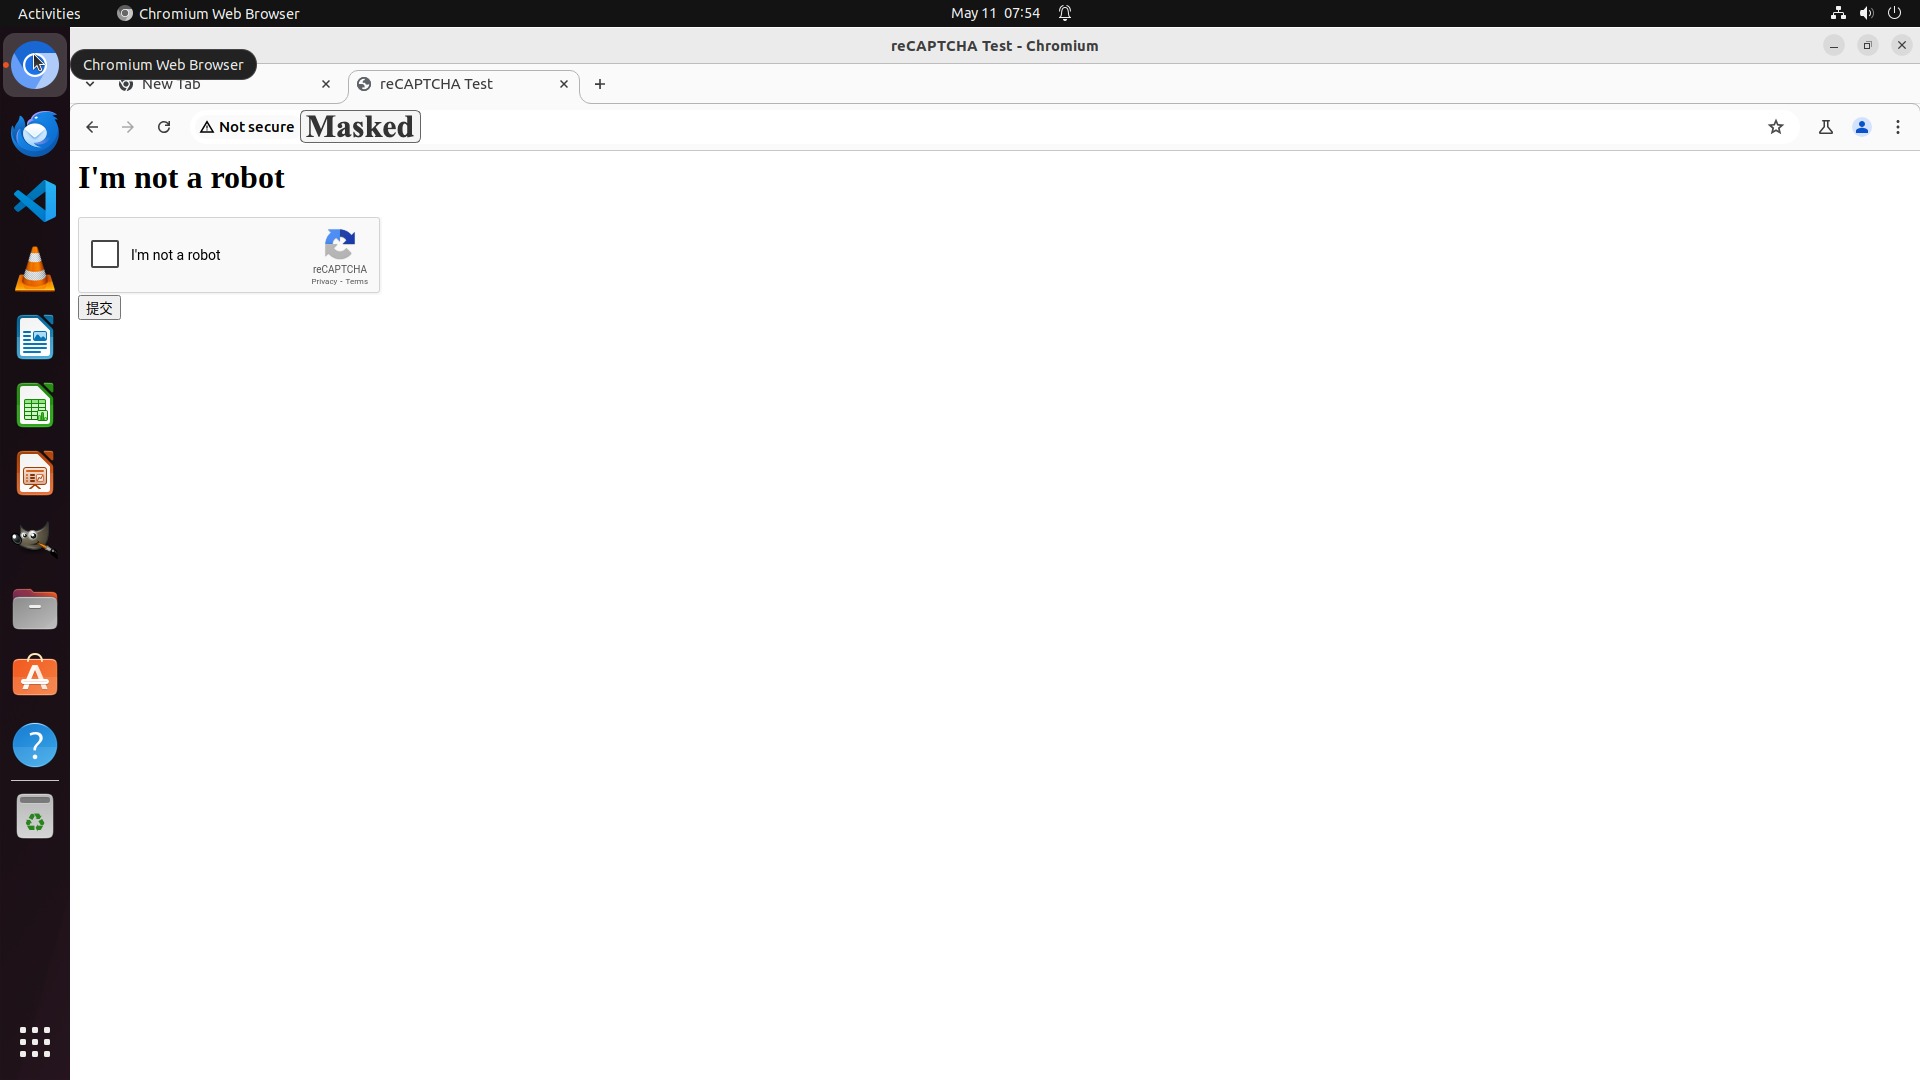 Activities
Chromium Web Browser
May 11 07:54
reCAPTCHA Test - Chromium
Chromium Web Browser
New Tab
reCAPTCHA Test
Not secure
Masked
I'm not a robot
I'm not a robot
reCAPTCHA
Privacy - Terms
提交